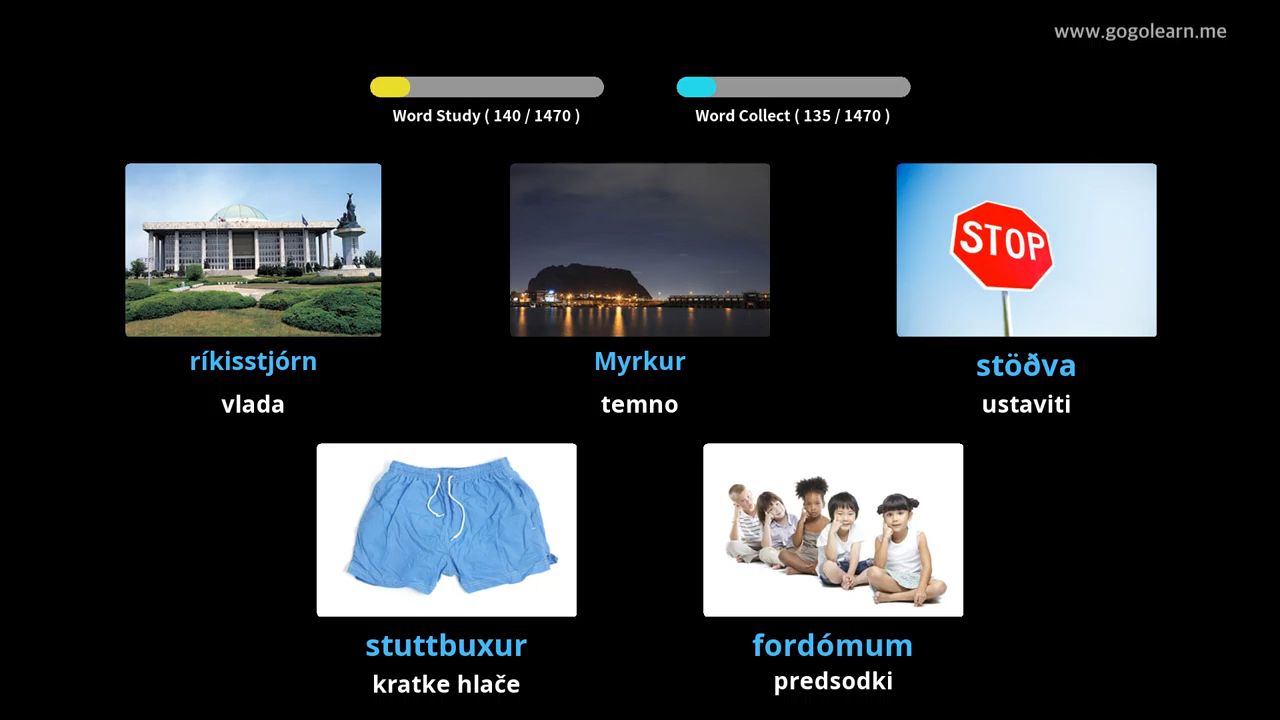 www.gogolearn.me
Word Study ( 140 / 1470 )
Word Collect ( 135 / 1470 )
STOP
ríkisstjórn
Myrkur
stöðva
vlada
temno
ustaviti
stuttbuxur
fordómum
kratke hlače
predsodki